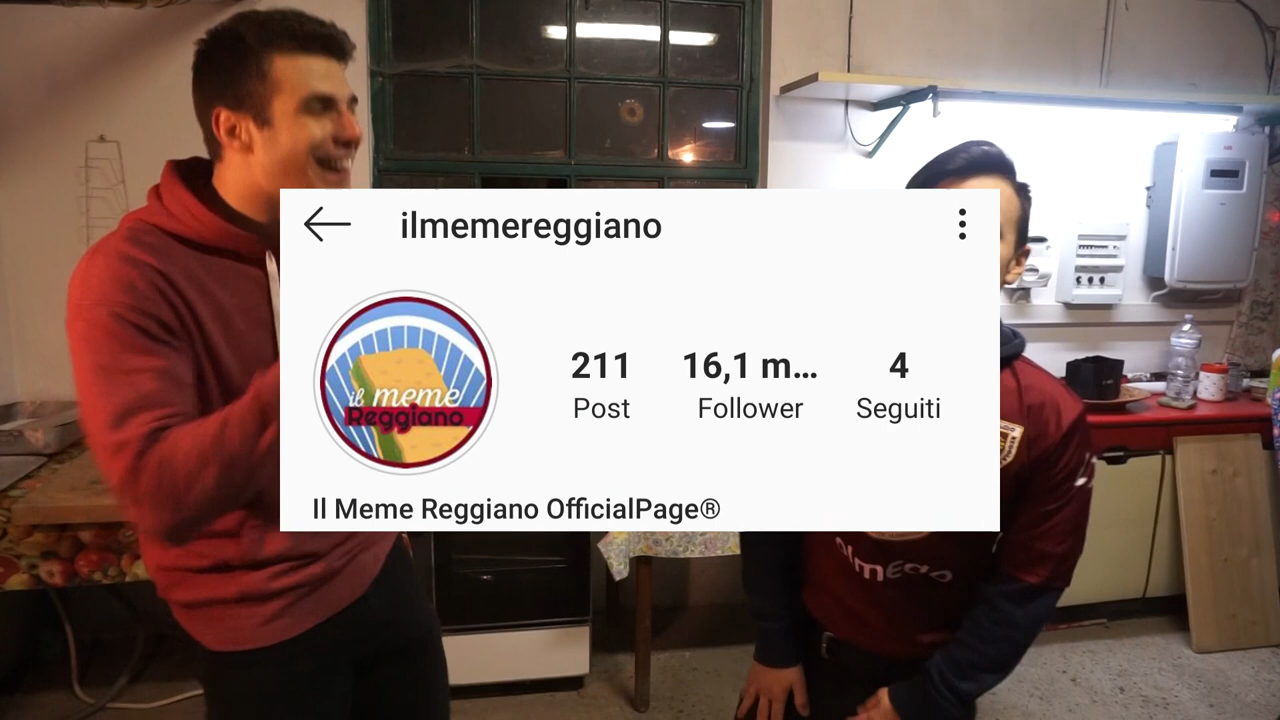 ilmemereggiano
il meme
Reggiano
211
16,1 m...
4
Post
Follower
Seguiti
Il Meme Reggiano OfficialPage®